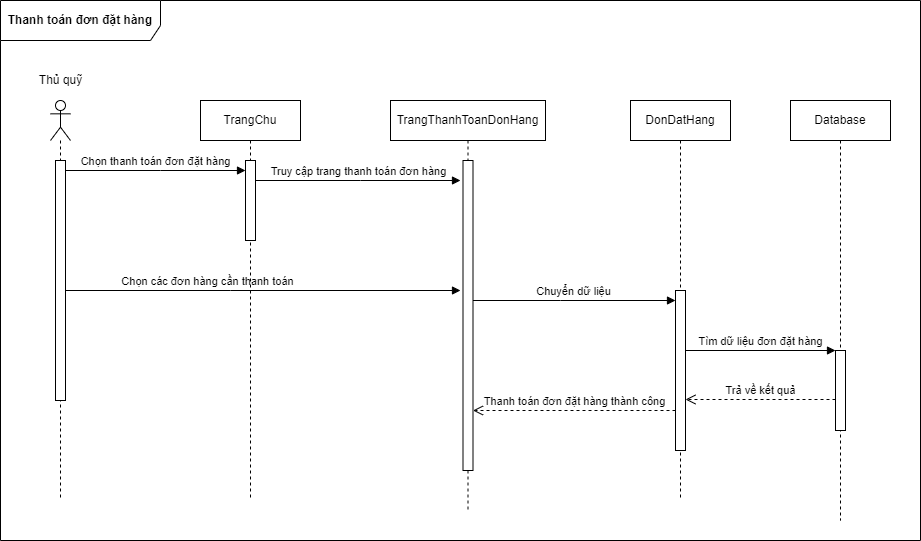 Thanh toán đơn đặt hàng
Thủ quỹ
TrangChu
TrangThanhToanDonHang
DonDatHang
Database
Chọn thanh toán đơn đặt hàng
Truy cập trang thanh toán đơn hàng
Chọn các đơn hàng cần thanh toán
Chuyển dữ liệu
Tìm dữ liệu đơn đặt hàng
Trả về kết quả
Thanh toán đơn đặt hàng thành công